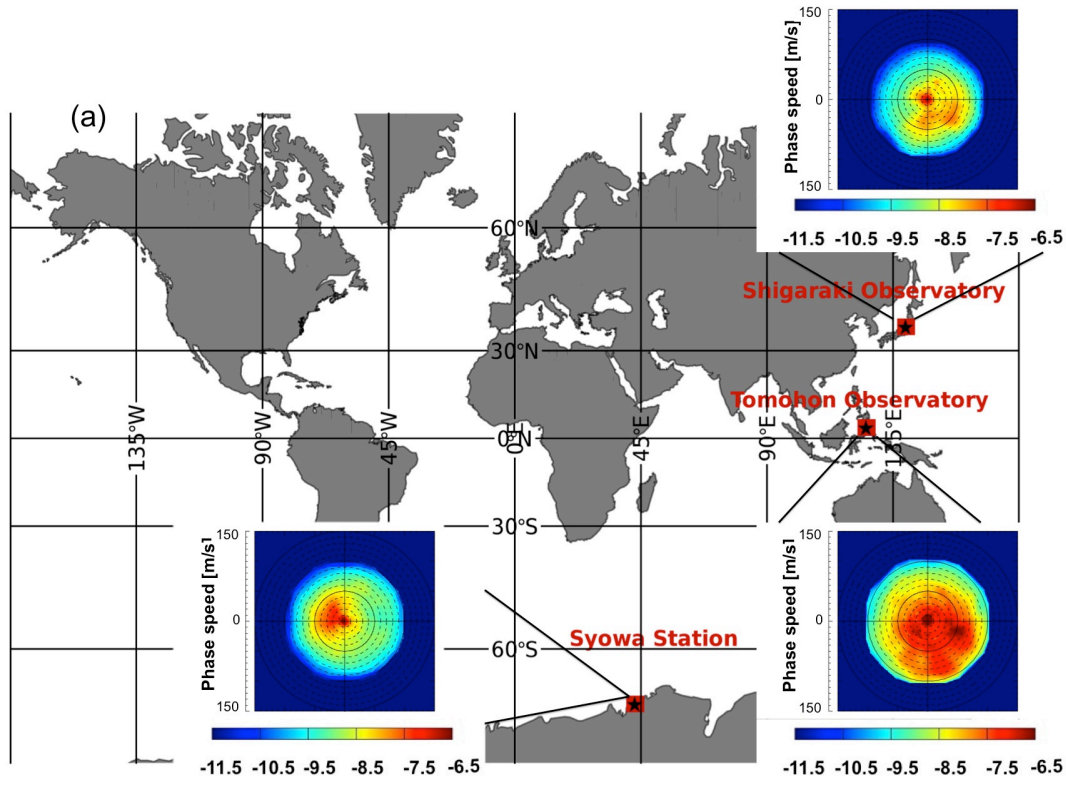 150
Phase speed [m/s]
0
150
-11.5 -10.5 -9.5 -8.5 -7.5 -6.5
(a)
60°N
Shigaraki Observatory
30°N
Tomohon Observatory
135°W
90°W
45°W
0°E
0°N
45°E
90°E
135°E
30°S
150
Phase speed [m/s]
0
150
-11.5 -10.5 -9.5 -8.5 -7.5 -6.5
Syowa Station
60°S
150
Phase speed [m/s]
0
150
-11.5 -10.5 -9.5 -8.5 -7.5 -6.5